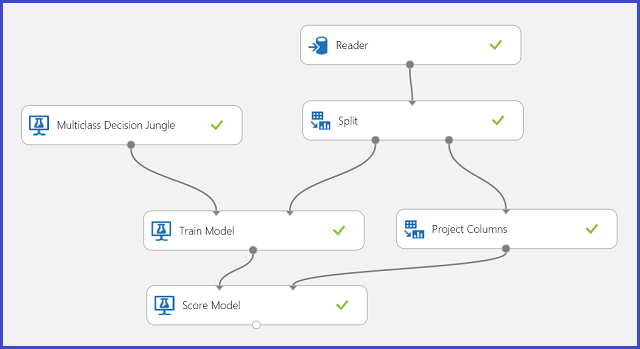 Reader
Split
Multiclass Decision Jungle
Train Model
Project Columns
Score Model